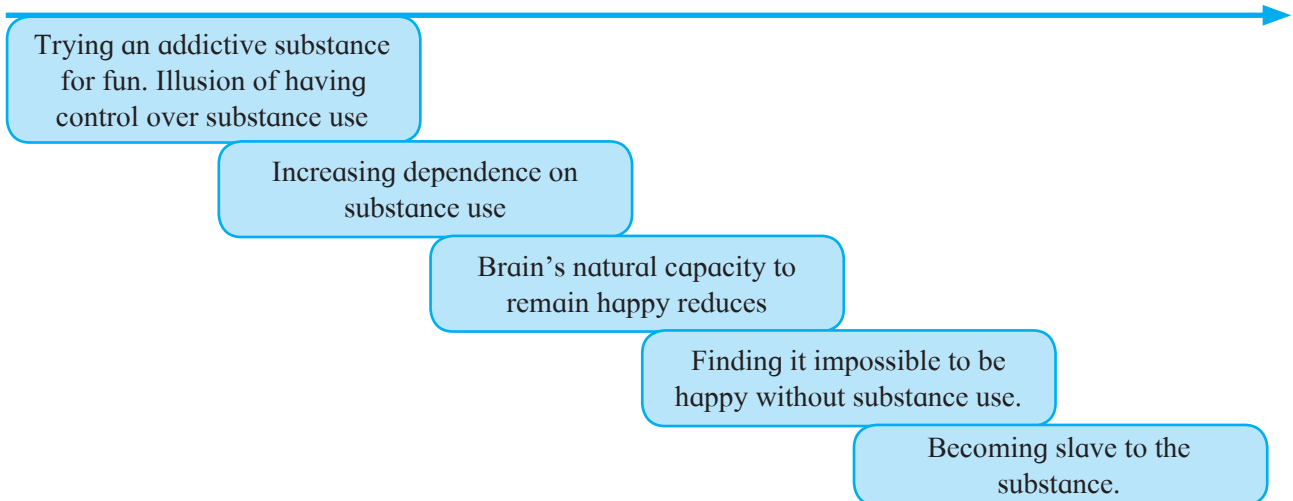 Trying an addictive substance
for fun. Illusion of having
control over substance use
Increasing dependence on
substance use
Brain’s natural capacity to
remain happy reduces
Finding it impossible to be
happy without substance use.
Becoming slave to the
substance.